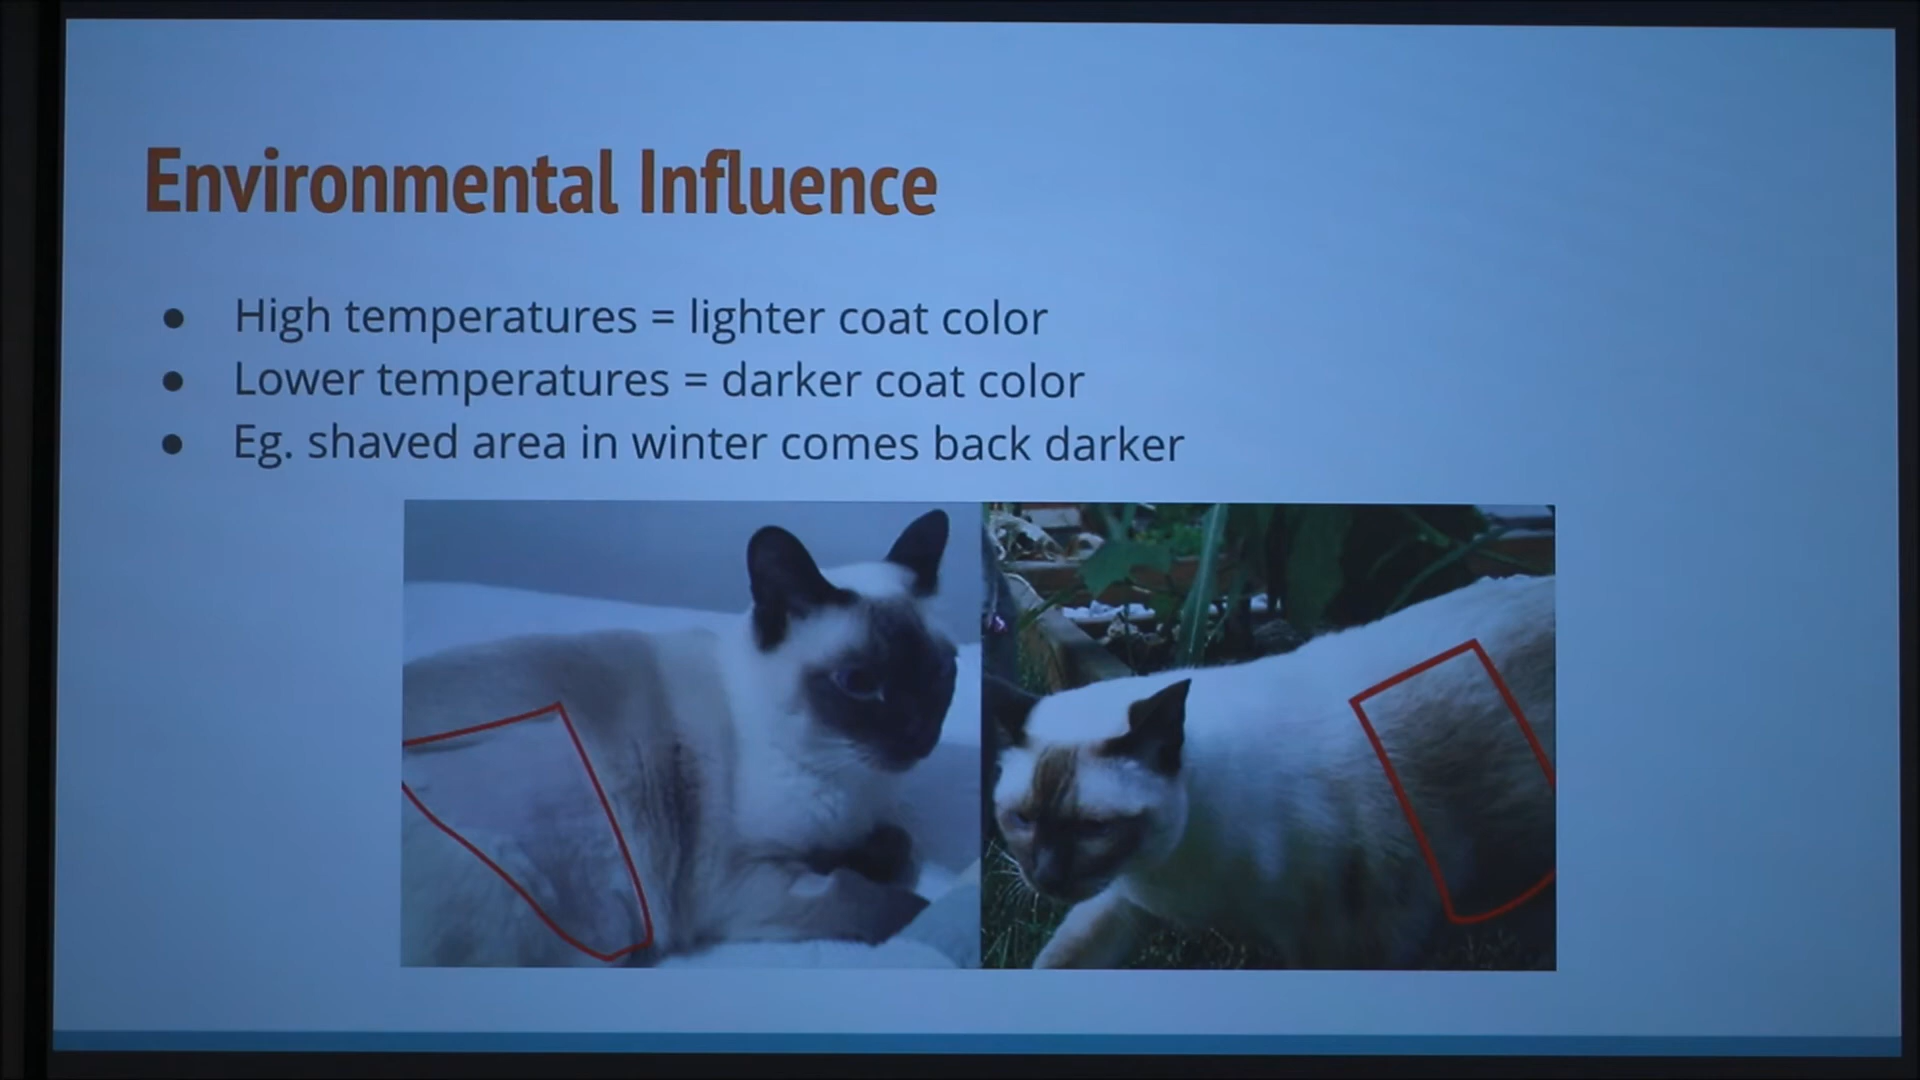 Environmental Influence
● High temperatures = lighter coat color
● Lower temperatures = darker coat color
● Eg. shaved area in winter comes back darker